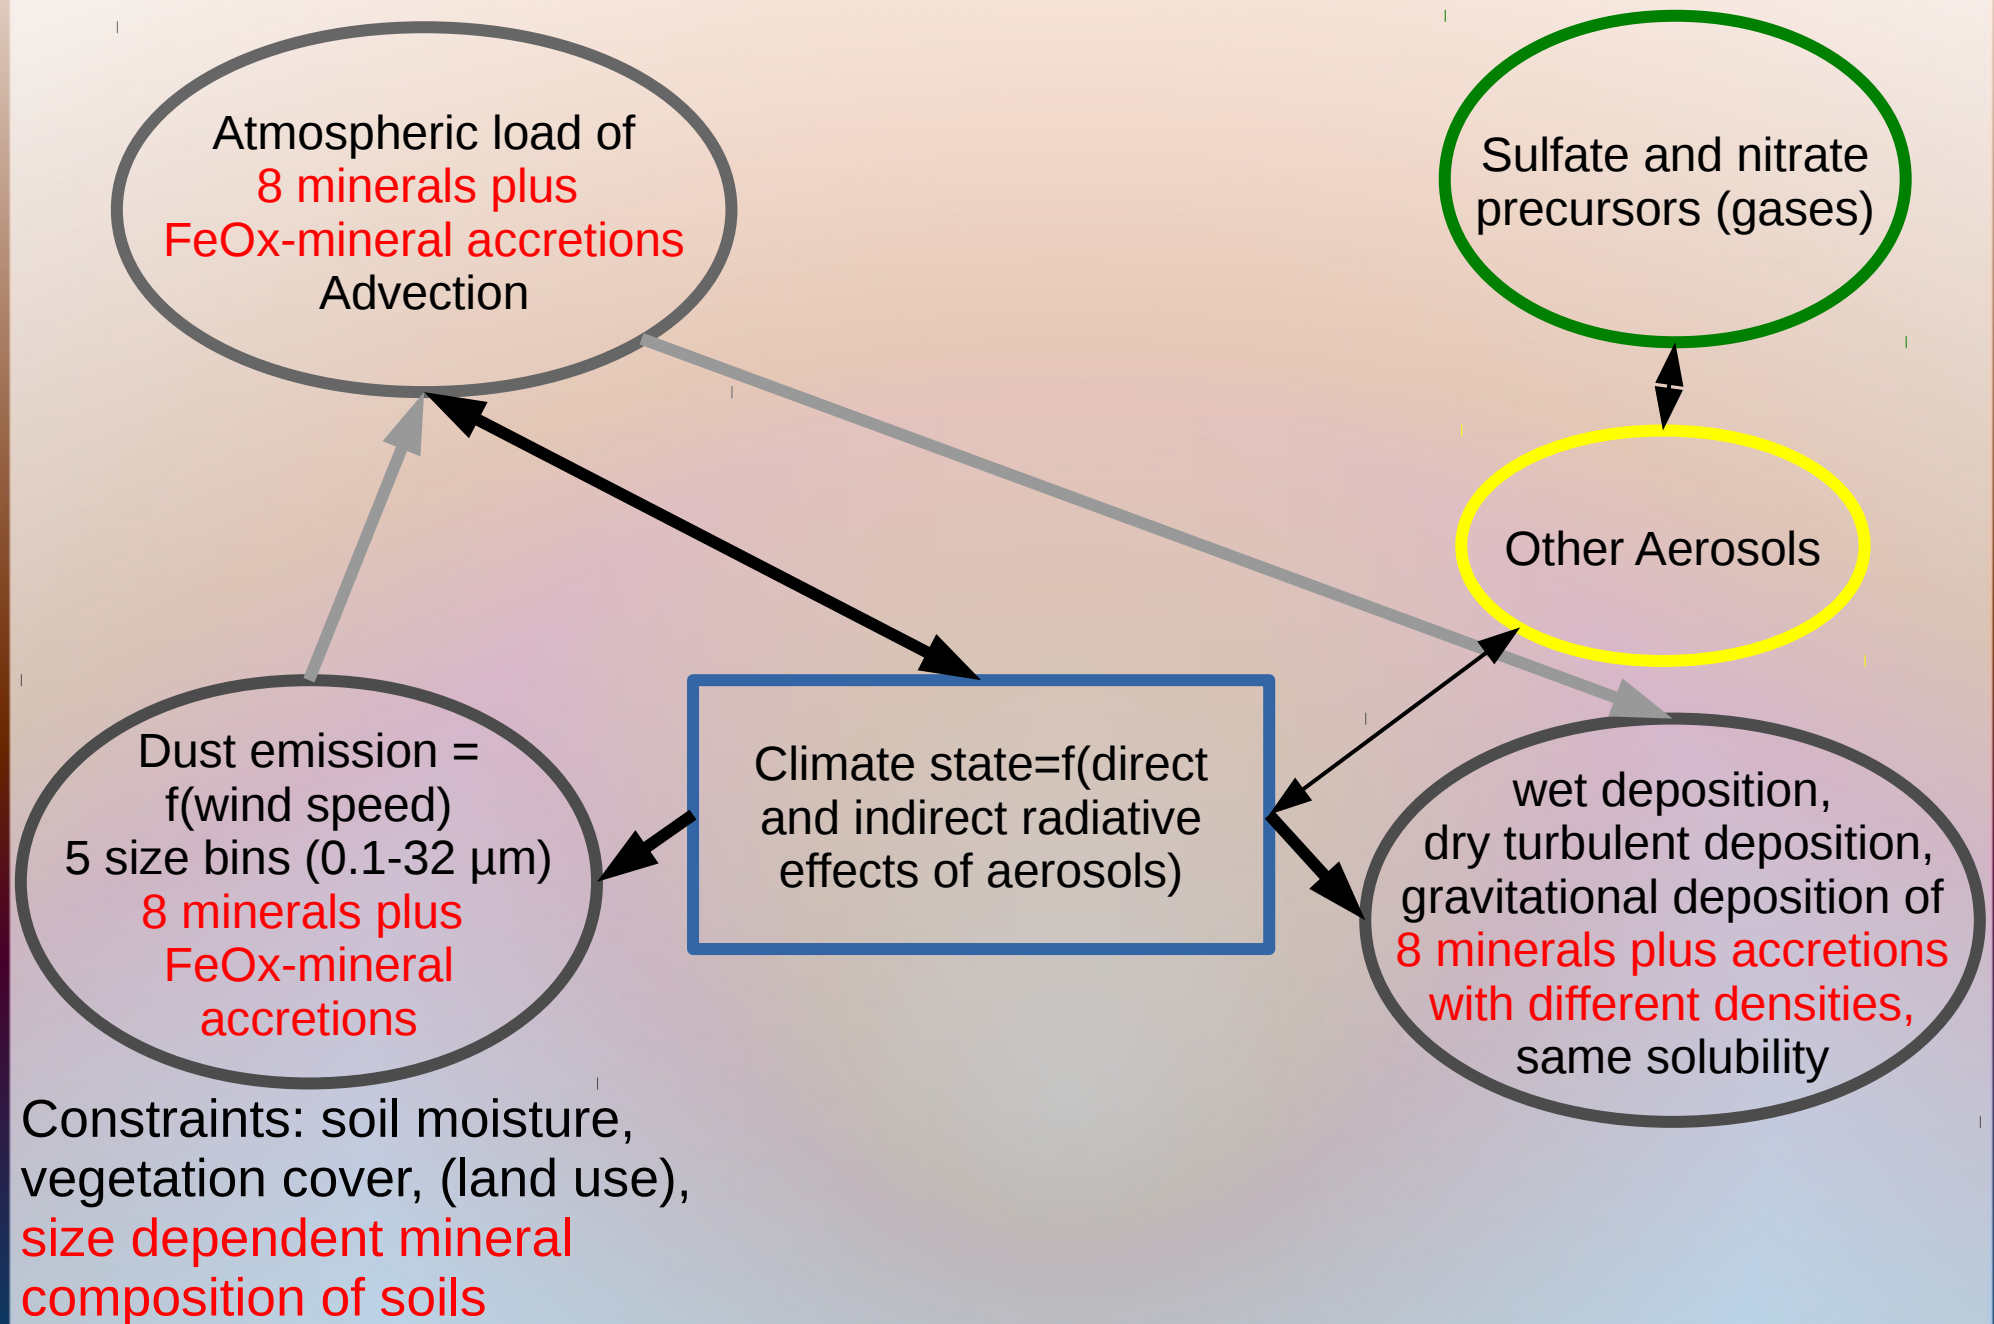 Atmospheric load of
8 minerals plus
FeOx-mineral accretions
Advection
Sulfate and nitrate
precursors (gases)
Other Aerosols
Dust emission =
f(wind speed)
5 size bins (0.1-32 µm)
8 minerals plus
FeOx-mineral
accretions
Climate state=f(direct
and indirect radiative
effects of aerosols)
wet deposition,
dry turbulent deposition,
gravitational deposition of
8 minerals plus accretions
with different densities,
same solubility
Constraints: soil moisture,
vegetation cover, (land use),
size dependent mineral
composition of soils